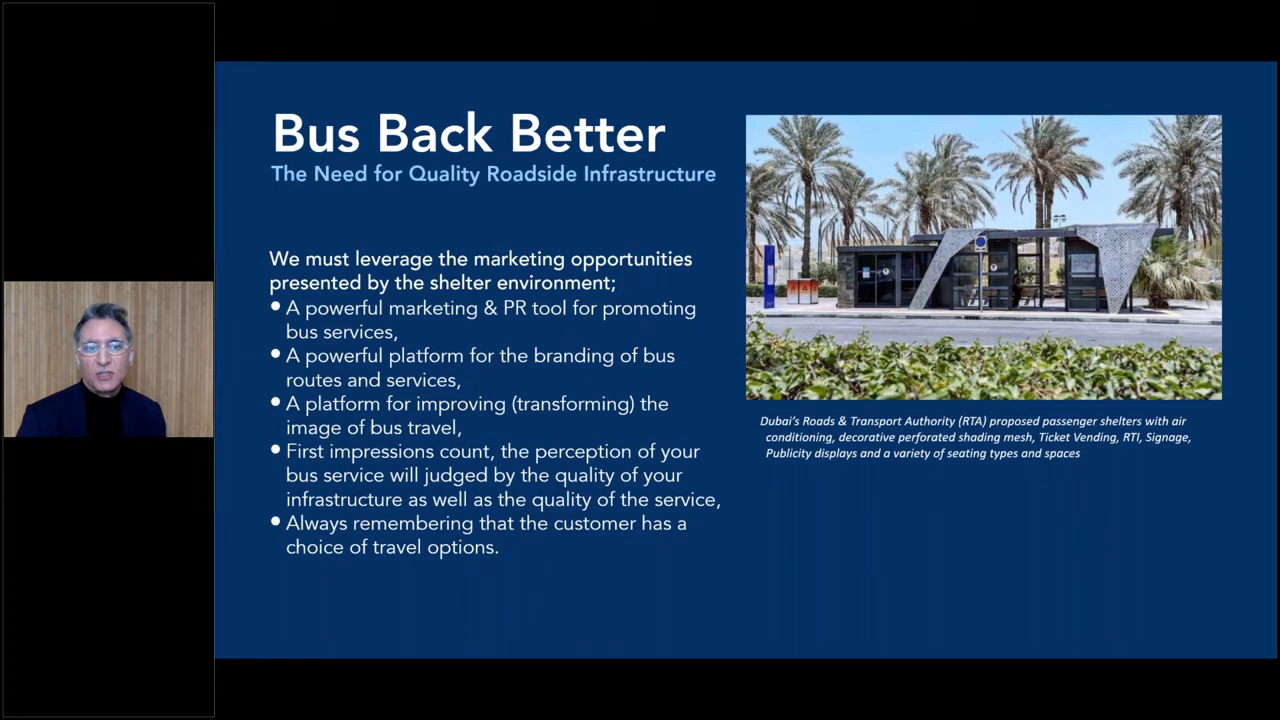 Bus Back Better
The Need for Quality Roadside Infrastructure
We must leverage the marketing opportunities
presented by the shelter environment;
• A powerful marketing & PR tool for promoting
bus services,
• A powerful platform for the branding of bus
routes and services,
• A platform for improving (transforming) the
image of bus travel,
• First impressions count, the perception of your
bus service will judged by the quality of your
infrastructure as well as the quality of the service,
• Always remembering that the customer has a
choice of travel options.
Dubai's Roads & Transport Authority (RTA) proposed passenger shelters with air
conditioning, decorative perforated shading mesh, Ticket Vending, RTI, Signage,
Publicity displays and a variety of seating types and spaces